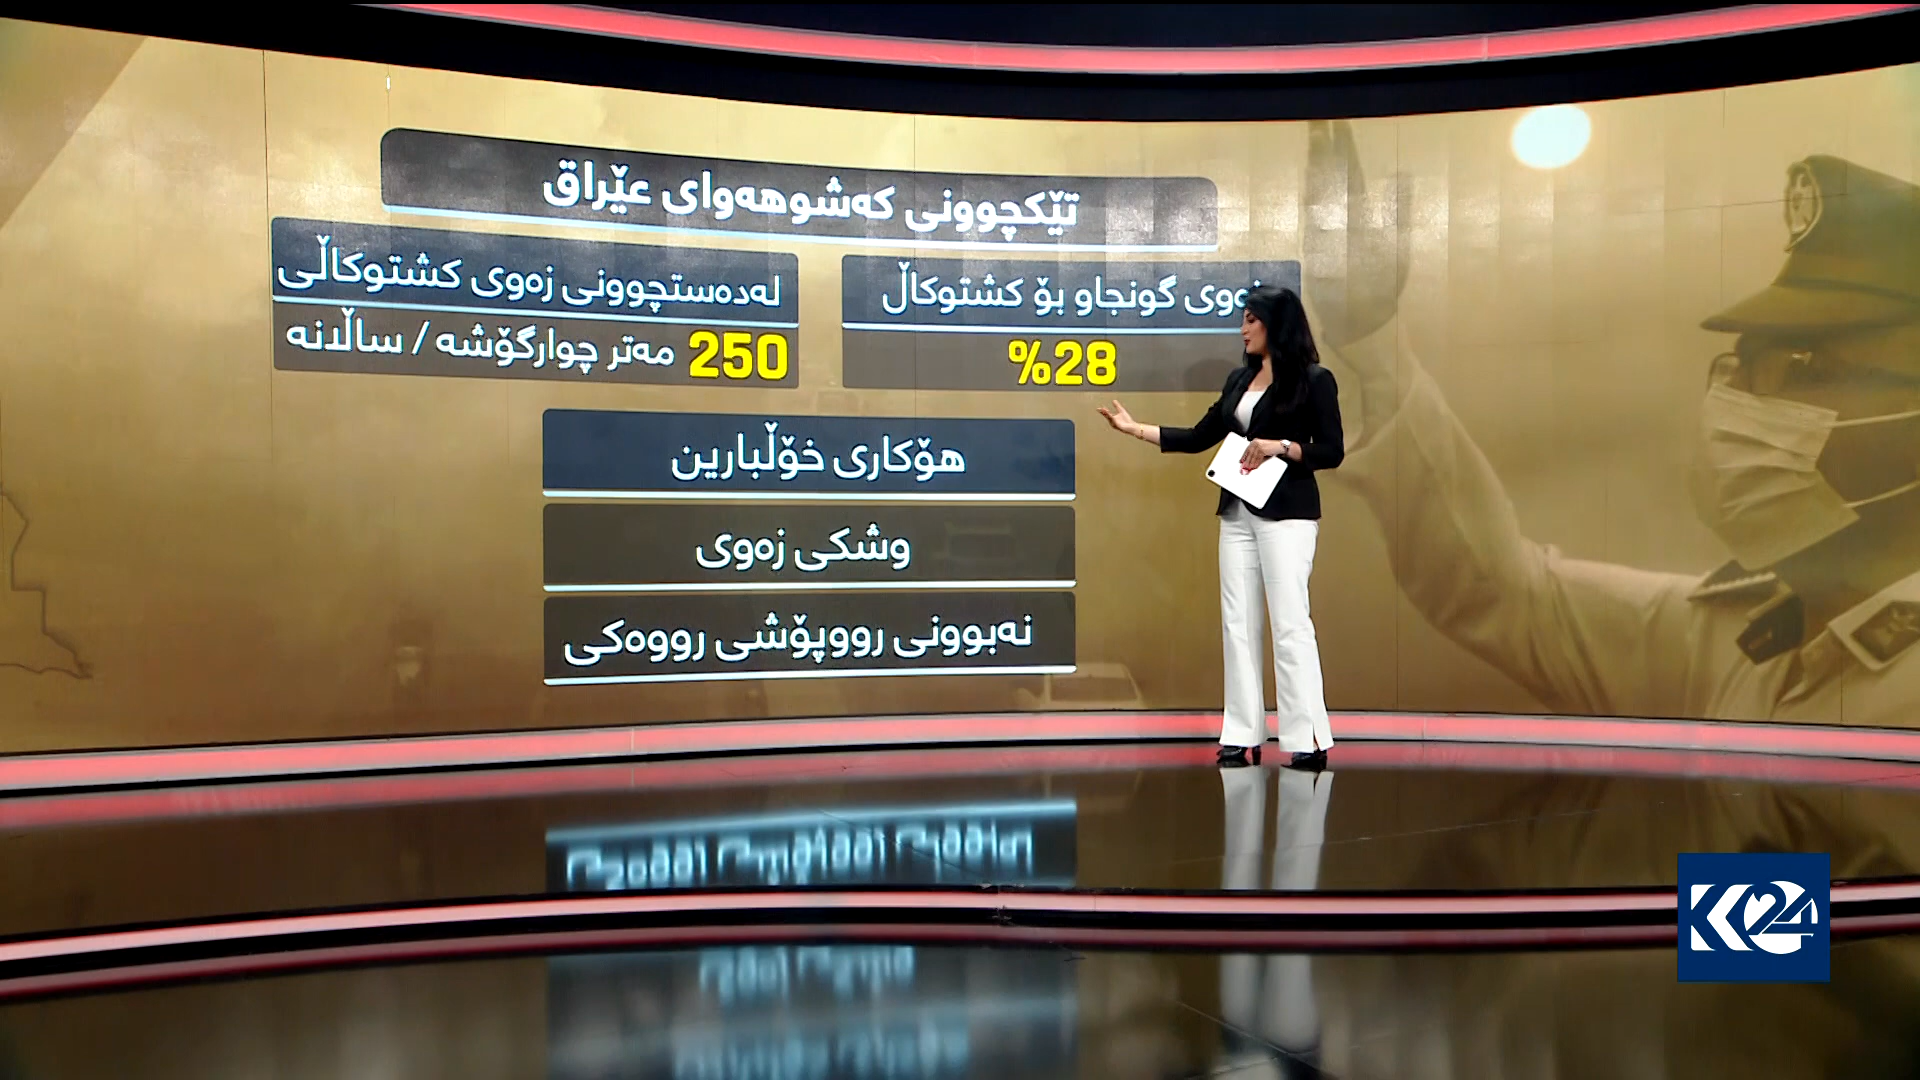 تێکچوونی کەشوهەوای عێراق
گونجاو بۆ کشتوکاڵ
%28
لەدەستچوونی زەوی کشتوکاڵی
250 مەتر چوارگۆشە / ساڵانە
هۆکاری خۆڵبارین
وشکی زەوی
نەبوونی رووپۆشی رووەکی
K24